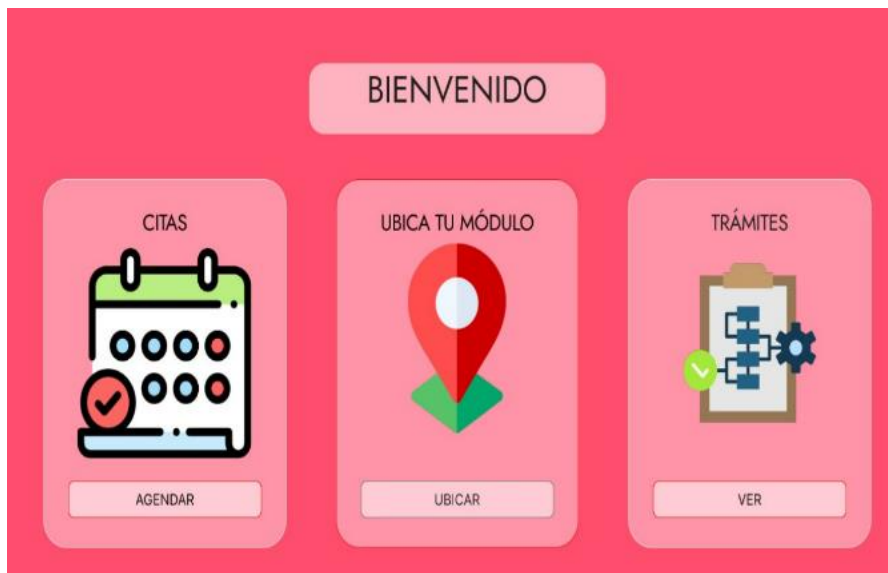 BIENVENIDO
CITAS
UBICA TU MÓDULO
TRÁMITES
AGENDAR
UBICAR
VER